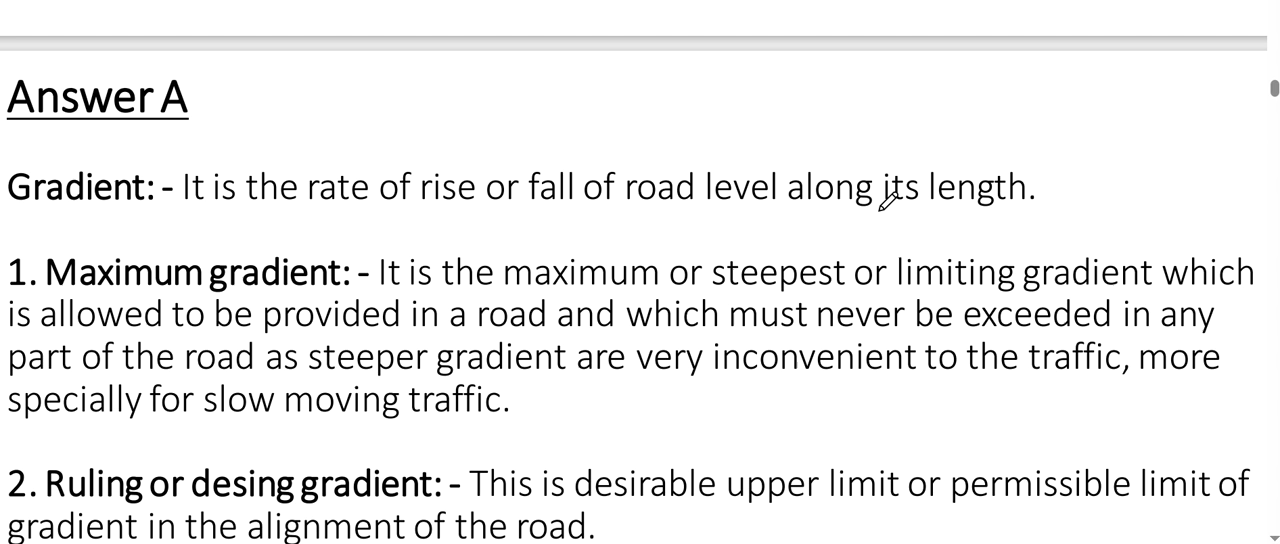 Answer A
Gradient: - It is the rate of rise or fall of road level along its length.
1. Maximum gradient: - It is the maximum or steepest or limiting gradient which
is allowed to be provided in a road and which must never be exceeded in any
part of the road as steeper gradient are very inconvenient to the traffic, more
specially for slow moving traffic.
2. Ruling or desing gradient: - This is desirable upper limit or permissible limit of
gradient in the alignment of the road.